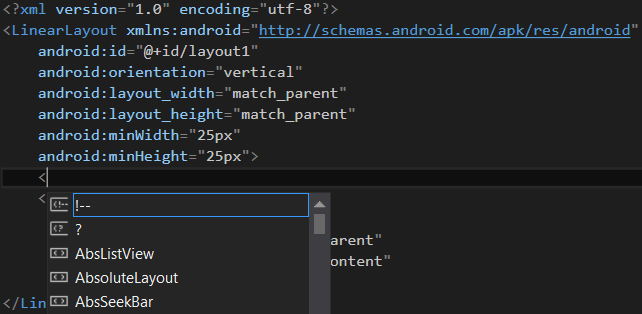 <?xml version="1.0" encoding="utf-8"?>
<LinearLayout xmlns:android="http://schemas.android.com/apk/res/android"
android:id="@+id/layout1"
android:orientation="vertical"
android:layout_width="match_parent"
android:layout_height="match_parent"
android:minWidth="25px"
android:minHeight="25px">
<
<
!--
?
AbsListView
arent"
AbsoluteLayout
ontent"
</Lin
AbsSeekBar